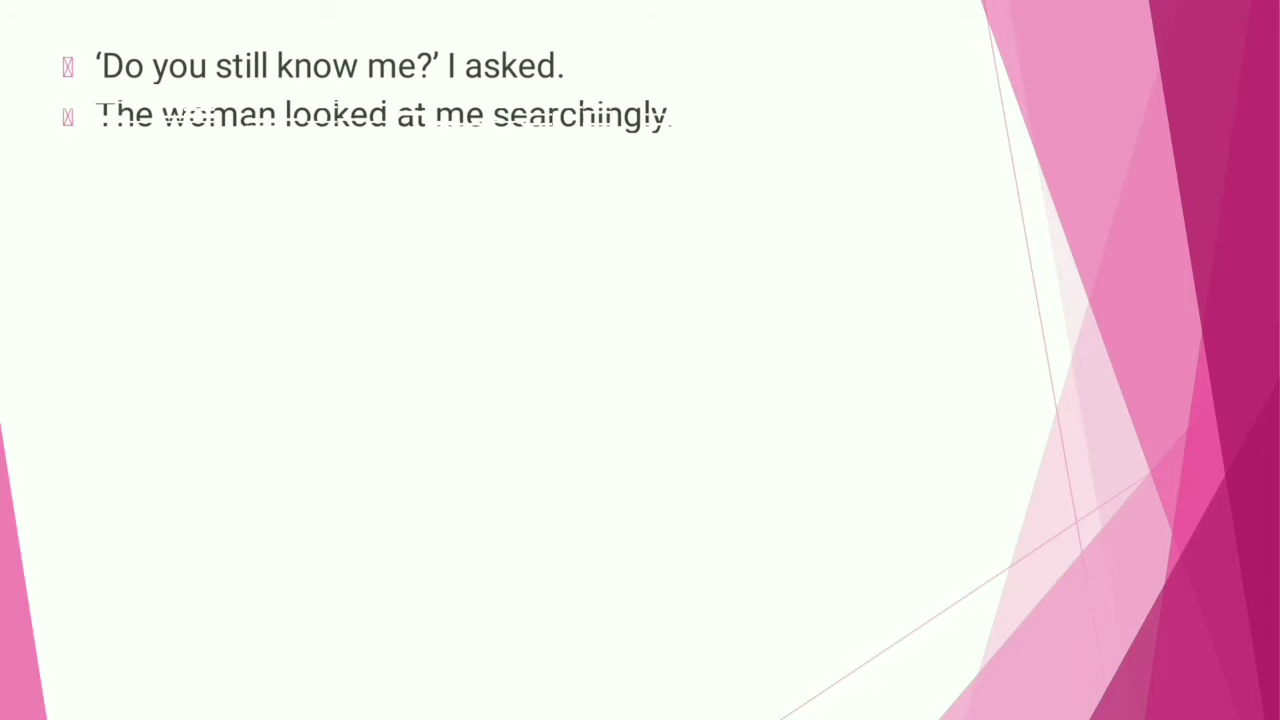 ‘Do you still know me?’ I asked.
The woman looked at me searchingly.